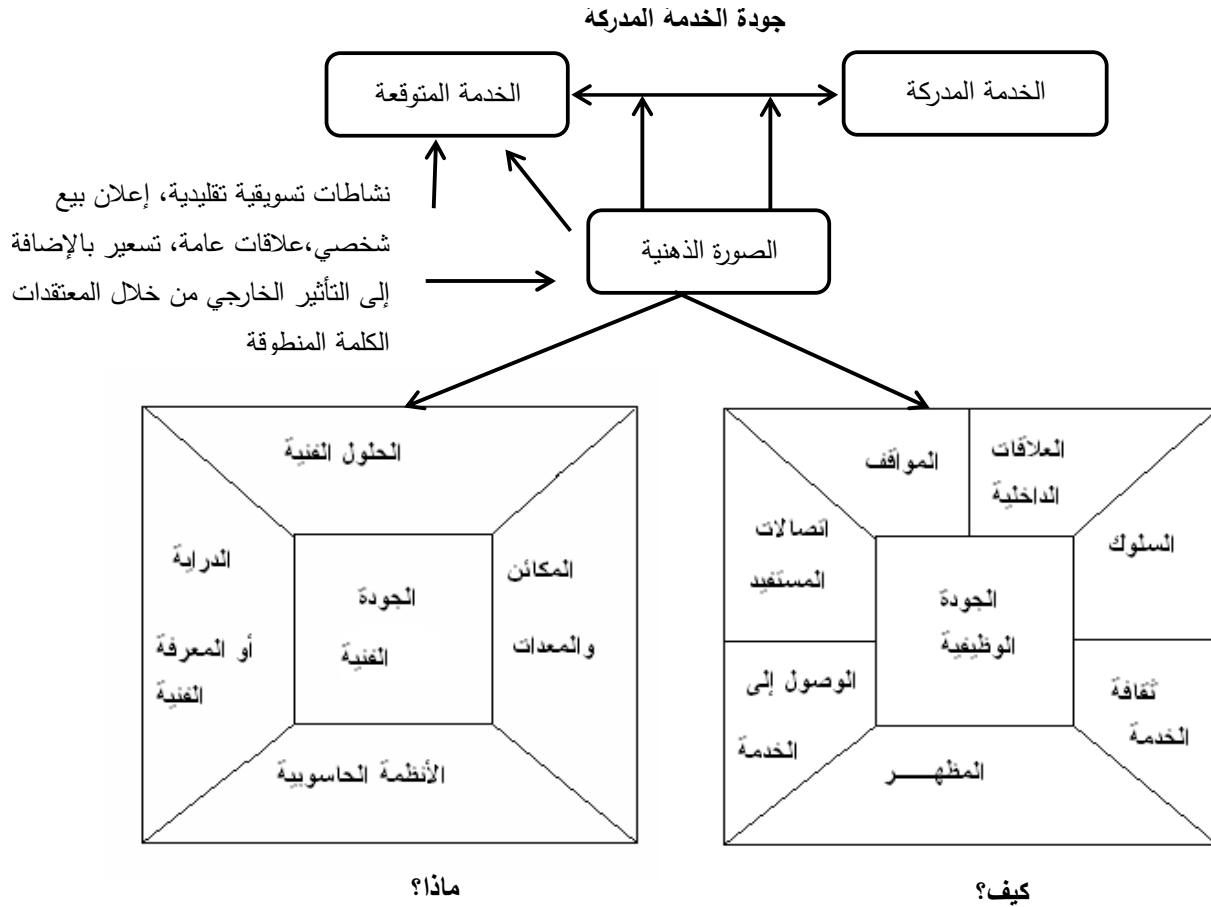 جودة الخدمة المدركة
الخدمة المدركة
الخدمة المتوقعة
الصورة الذهنية
نشاطات تسويقية تقليدية، إعلان بيع
شخصي،علاقات عامة، تسعير بالإضافة
إلى التأثير الخارجي من خلال المعتقدات
الكلمة المنطوقة
العلاقات
الداخلية
المواقف
السلوك
اتصالات
المستفيد
الجودة
الوظيفية
ثقافة
الخدمة
الوصول إلى
الخدمة
المظهـــــر
كيف؟
الحلول الفنية
المكائن
والمعدات
الجودة
الفنية
الدراية
أو المعرفة
الفنية
الأنظمة الحاسوبية
ماذا؟